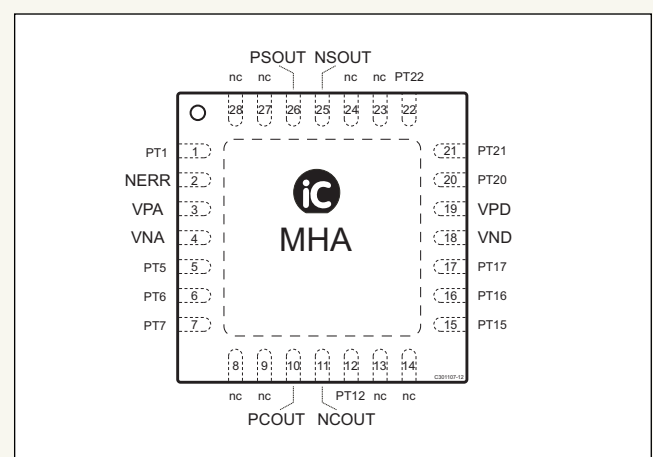 PSOUT NSOUT
nc nc nc nc PT22
28 27 26 25 24 23 22
PT1 1 21 PT21
NERR 2 20 PT20
iC
VPA 3 19 VPD
VNA 4 MHA 18 VND
PT5 5 17 PT17
PT6 6 16 PT16
PT7 7 15 PT15
8 9 10 11 12 13 14
C301107-12
nc nc PT12 nc nc
PCOUT NCOUT